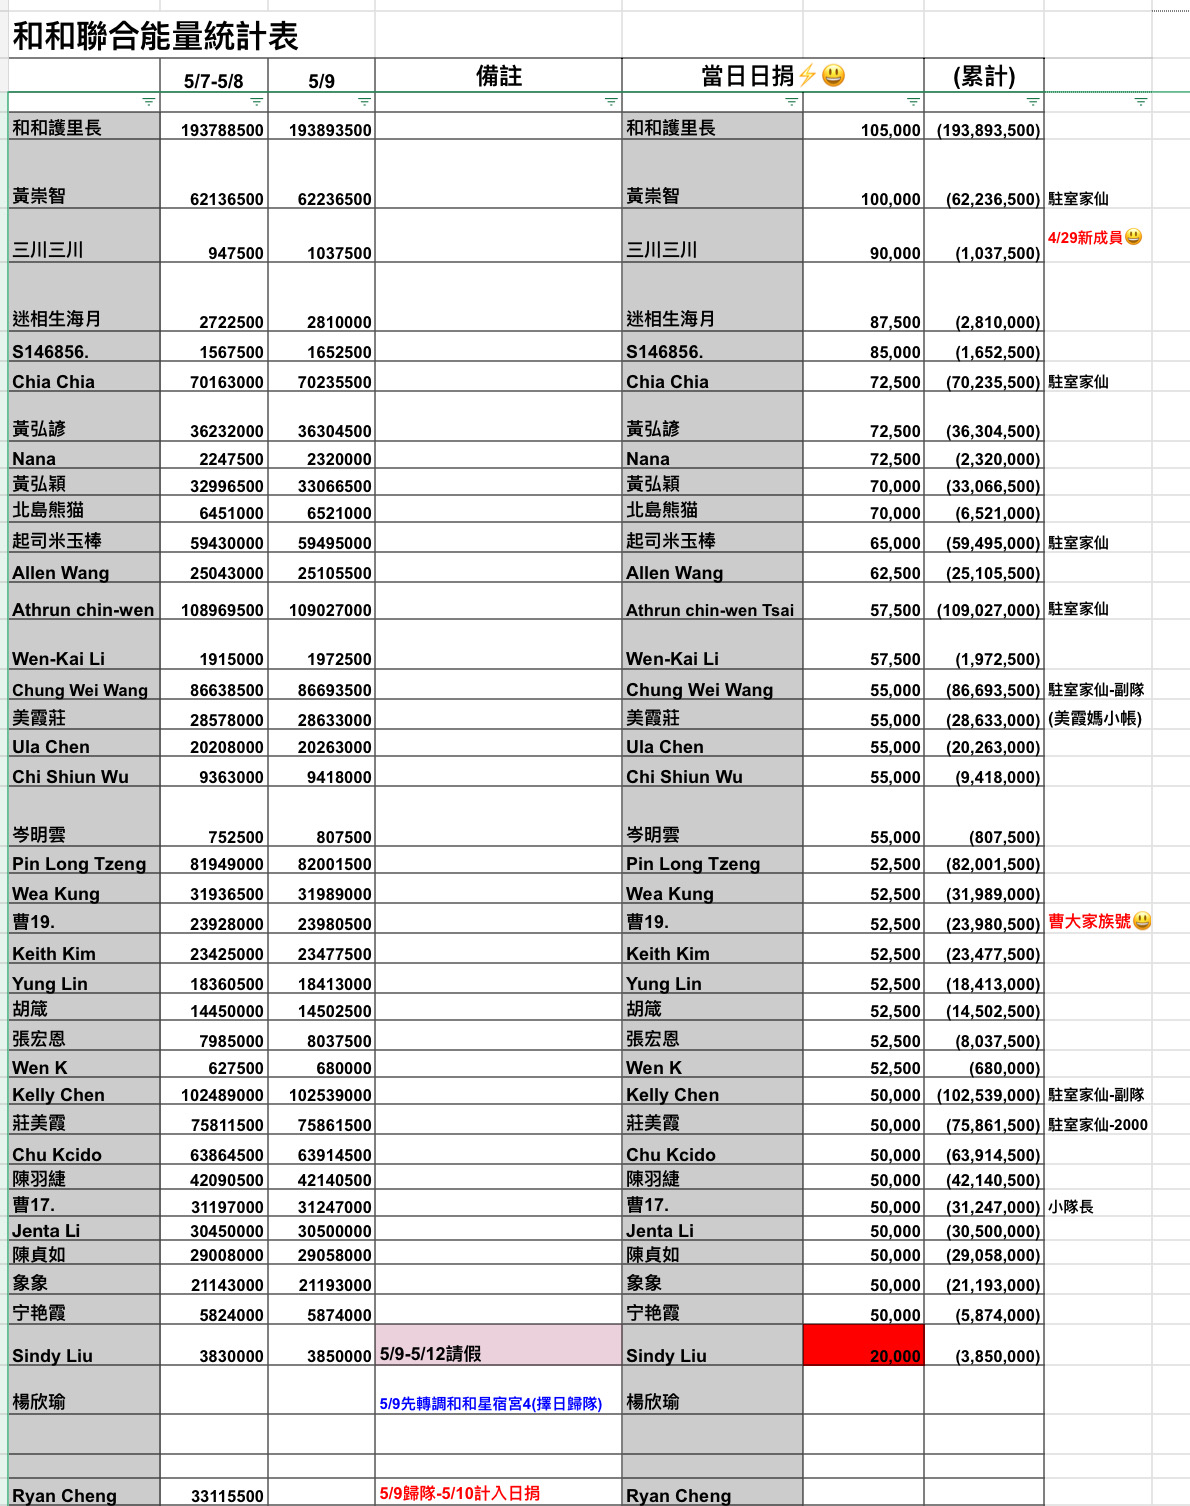 和和聯合能量統計表
5/7-5/8 5/9 備註 當日日捐⚡😃 (累計)
和和護里長 193788500 193893500 和和護里長 105,000 (193,893,500)
黃崇智 62136500 62236500 黃崇智 100,000 (62,236,500) 駐室家仙
三川三川 947500 1037500 三川三川 90,000 (1,037,500) 4/29新成員😃
迷相生海月 2722500 2810000 迷相生海月 87,500 (2,810,000)
S146856. 1567500 1652500 S146856. 85,000 (1,652,500)
Chia Chia 70163000 70235500 Chia Chia 72,500 (70,235,500) 駐室家仙
黃弘諺 36232000 36304500 黃弘諺 72,500 (36,304,500)
Nana 2247500 2320000 Nana 72,500 (2,320,000)
黃弘穎 32996500 33066500 黃弘穎 70,000 (33,066,500)
北島熊猫 6451000 6521000 北島熊猫 70,000 (6,521,000)
起司米玉棒 59430000 59495000 起司米玉棒 65,000 (59,495,000) 駐室家仙
Allen Wang 25043000 25105500 Allen Wang 62,500 (25,105,500)
Athrun chin-wen 108969500 109027000 Athrun chin-wen Tsai 57,500 (109,027,000) 駐室家仙
Wen-Kai Li 1915000 1972500 Wen-Kai Li 57,500 (1,972,500)
Chung Wei Wang 86638500 86693500 Chung Wei Wang 55,000 (86,693,500) 駐室家仙-副隊
美霞莊 28578000 28633000 美霞莊 55,000 (28,633,000) (美霞媽小帳)
Ula Chen 20208000 20263000 Ula Chen 55,000 (20,263,000)
Chi Shiun Wu 9363000 9418000 Chi Shiun Wu 55,000 (9,418,000)
岑明雲 752500 807500 岑明雲 55,000 (807,500)
Pin Long Tzeng 81949000 82001500 Pin Long Tzeng 52,500 (82,001,500)
Wea Kung 31936500 31989000 Wea Kung 52,500 (31,989,000)
曹19. 23928000 23980500 曹19. 52,500 (23,980,500) 曹大家族號😃
Keith Kim 23425000 23477500 Keith Kim 52,500 (23,477,500)
Yung Lin 18360500 18413000 Yung Lin 52,500 (18,413,000)
胡箴 14450000 14502500 胡箴 52,500 (14,502,500)
張宏恩 7985000 8037500 張宏恩 52,500 (8,037,500)
Wen K 627500 680000 Wen K 52,500 (680,000)
Kelly Chen 102489000 102539000 Kelly Chen 50,000 (102,539,000) 駐室家仙-副隊
莊美霞 75811500 75861500 莊美霞 50,000 (75,861,500) 駐室家仙-2000
Chu Kcido 63864500 63914500 Chu Kcido 50,000 (63,914,500)
陳羽緁 42090500 42140500 陳羽緁 50,000 (42,140,500)
曹17. 31197000 31247000 曹17. 50,000 (31,247,000) 小隊長
Jenta Li 30450000 30500000 Jenta Li 50,000 (30,500,000)
陳貞如 29008000 29058000 陳貞如 50,000 (29,058,000)
象象 21143000 21193000 象象 50,000 (21,193,000)
宁艳霞 5824000 5874000 宁艳霞 50,000 (5,874,000)
Sindy Liu 3830000 3850000 5/9-5/12請假 Sindy Liu 20,000 (3,850,000)
楊欣瑜 5/9先轉調和和星宿宮4(擇日歸隊) 楊欣瑜
Ryan Cheng 33115500 5/9歸隊-5/10計入日捐 Ryan Cheng